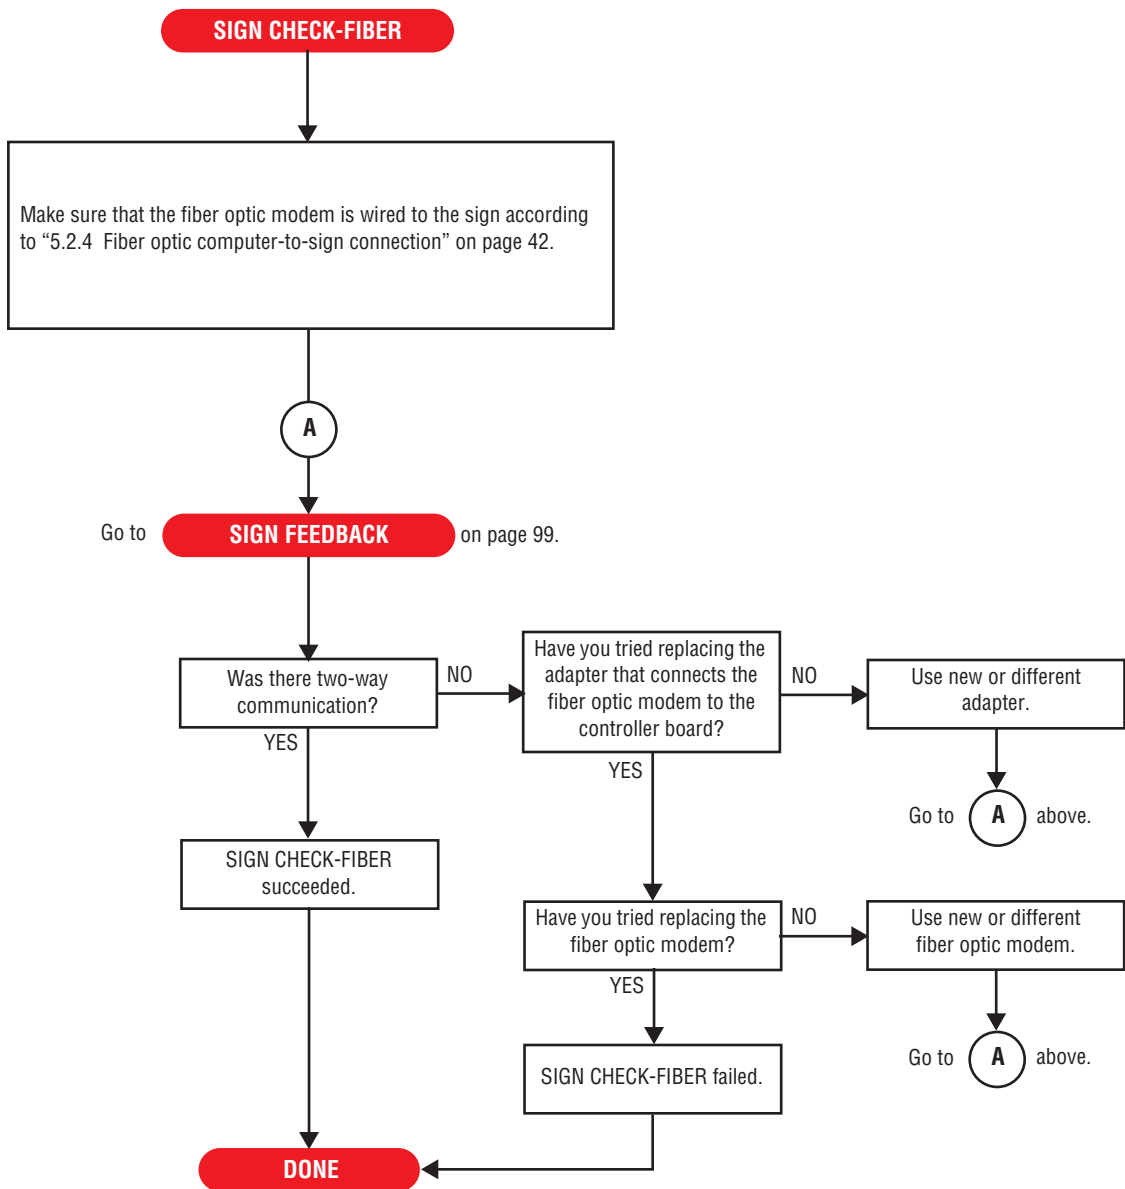 SIGN CHECK-FIBER
Make sure that the fiber optic modem is wired to the sign according
to “5.2.4  Fiber optic computer-to-sign connection” on page 42.
A
Go to SIGN FEEDBACK on page 99.
Was there two-way
communication?
NO
YES
Have you tried replacing the
adapter that connects the
fiber optic modem to the
controller board?
NO
YES
Use new or different
adapter.
Go to A above.
SIGN CHECK-FIBER
succeeded.
Have you tried replacing the
fiber optic modem?
NO
YES
Use new or different
fiber optic modem.
Go to A above.
SIGN CHECK-FIBER failed.
DONE